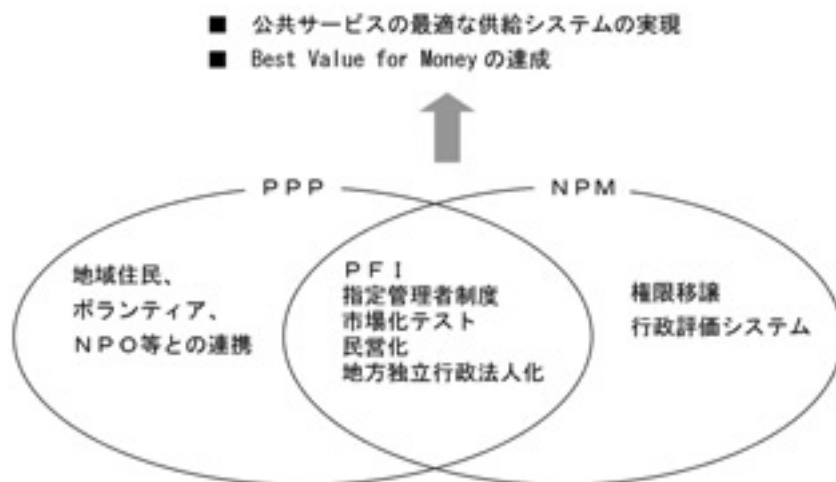 ■ 公共サービスの最適な供給システムの実現
■ Best Value for Money の達成
ＰＰＰ
ＮＰＭ
地域住民、
ボランティア、
ＮＰＯ等との連携
ＰＦＩ
指定管理者制度
市場化テスト
民営化
地方独立行政法人化
権限移譲
行政評価システム